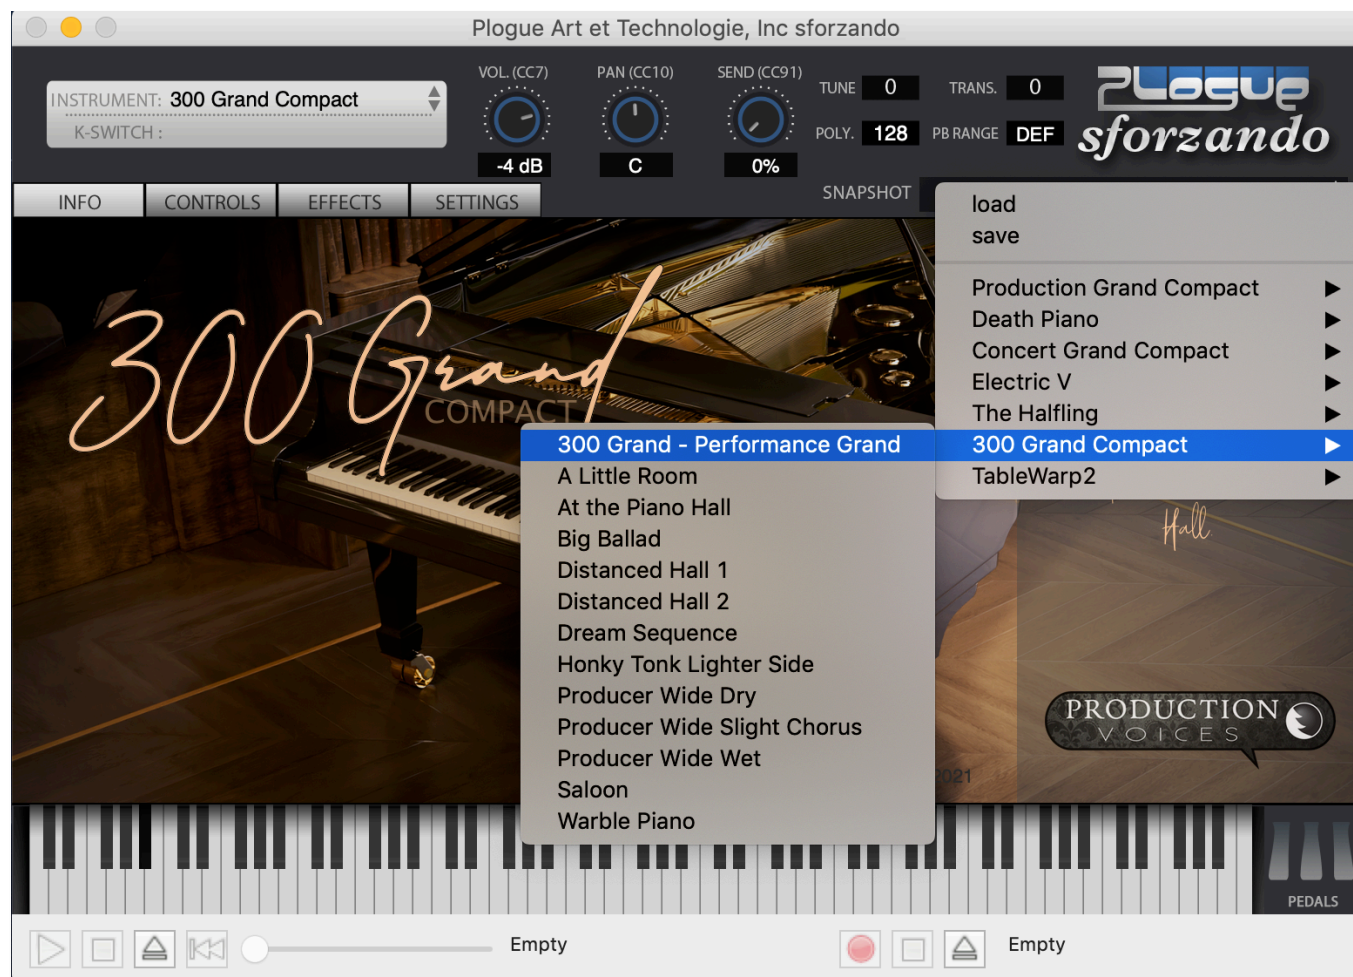 Plogue Art et Technologie, Inc sforzando
INSTRUMENT: 300 Grand Compact
K-SWITCH :
VOL. (CC7)
-4 dB
PAN (CC10)
C
SEND (CC91)
0%
TUNE 0
TRANS. 0
POLY. 128
PB RANGE DEF
PLOGUE
sforzando
INFO
CONTROLS
EFFECTS
SETTINGS
SNAPSHOT
load
save
Production Grand Compact
Death Piano
Concert Grand Compact
Electric V
The Halfling
300 Grand Compact
TableWarp2
300 Grand
COMPACT
300 Grand - Performance Grand
A Little Room
At the Piano Hall
Big Ballad
Distanced Hall 1
Distanced Hall 2
Dream Sequence
Honky Tonk Lighter Side
Producer Wide Dry
Producer Wide Slight Chorus
Producer Wide Wet
Saloon
Warble Piano
Hall
PRODUCTION
VOICES
2021
PEDALS
Empty
Empty